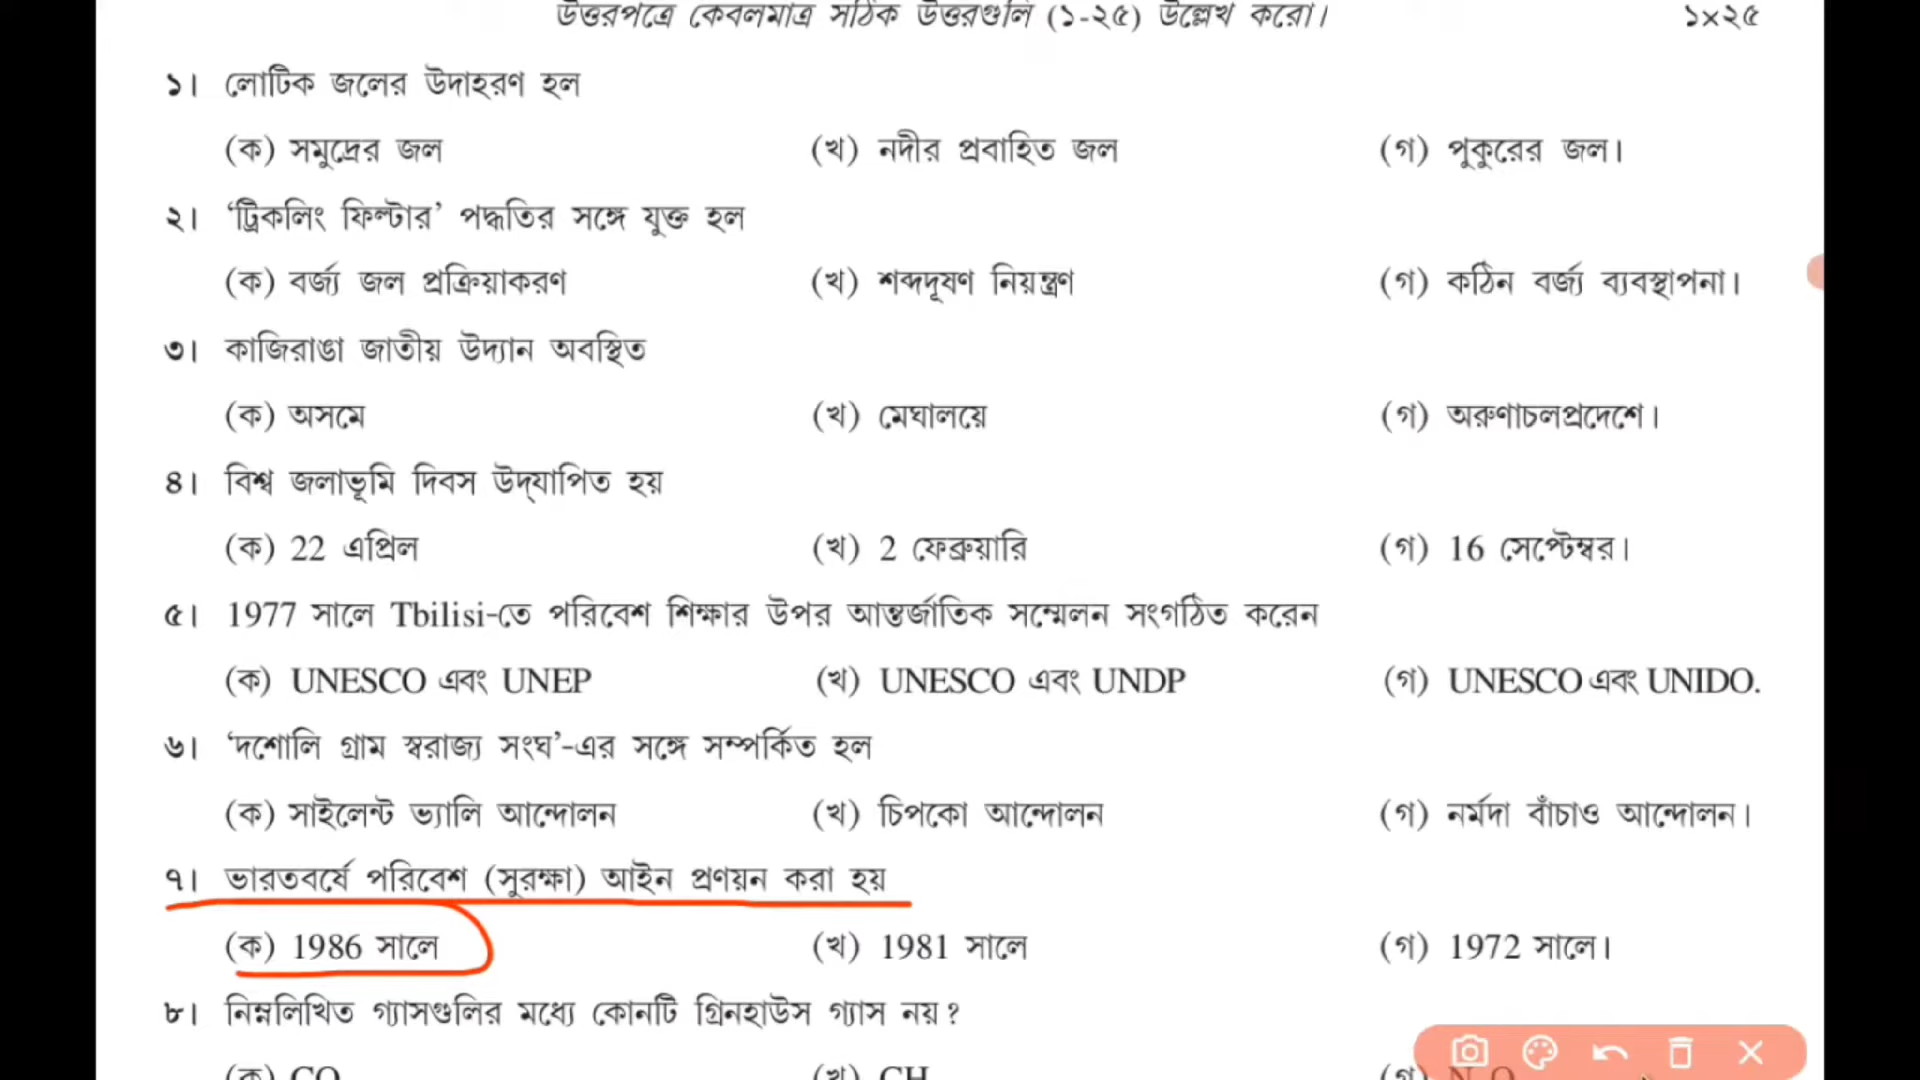 উত্তরপত্রে কেবলমাত্র সঠিক উত্তরগুলি (১-২৫) উল্লেখ করো। ১×২৫
১। লোটিক জলের উদাহরণ হল
(ক) সমুদ্রের জল (খ) নদীর প্রবাহিত জল (গ) পুকুরের জল।
২। ‘ট্রিকলিং ফিল্টার’ পদ্ধতির সঙ্গে যুক্ত হল
(ক) বর্জ্য জল প্রক্রিয়াকরণ (খ) শব্দদূষণ নিয়ন্ত্রণ (গ) কঠিন বর্জ্য ব্যবস্থাপনা।
৩। কাজিরাঙা জাতীয় উদ্যান অবস্থিত
(ক) অসমে (খ) মেঘালয়ে (গ) অরুণাচলপ্রদেশে।
৪। বিশ্ব জলাভূমি দিবস উদ্‌যাপিত হয়
(ক) 22 এপ্রিল (খ) 2 ফেব্রুয়ারি (গ) 16 সেপ্টেম্বর।
৫। 1977 সালে Tbilisi-তে পরিবেশ শিক্ষার উপর আন্তর্জাতিক সম্মেলন সংগঠিত করেন
(ক) UNESCO এবং UNEP (খ) UNESCO এবং UNDP (গ) UNESCO এবং UNIDO.
৬। ‘দশোলি গ্রাম স্বরাজ্য সংঘ’-এর সঙ্গে সম্পর্কিত হল
(ক) সাইলেন্ট ভ্যালি আন্দোলন (খ) চিপকো আন্দোলন (গ) নর্মদা বাঁচাও আন্দোলন।
৭। ভারতবর্ষে পরিবেশ (সুরক্ষা) আইন প্রণয়ন করা হয়
(ক) 1986 সালে (খ) 1981 সালে (গ) 1972 সালে।
৮। নিম্নলিখিত গ্যাসগুলির মধ্যে কোনটি গ্রিনহাউস গ্যাস নয়?
(ক) (খ) (গ)